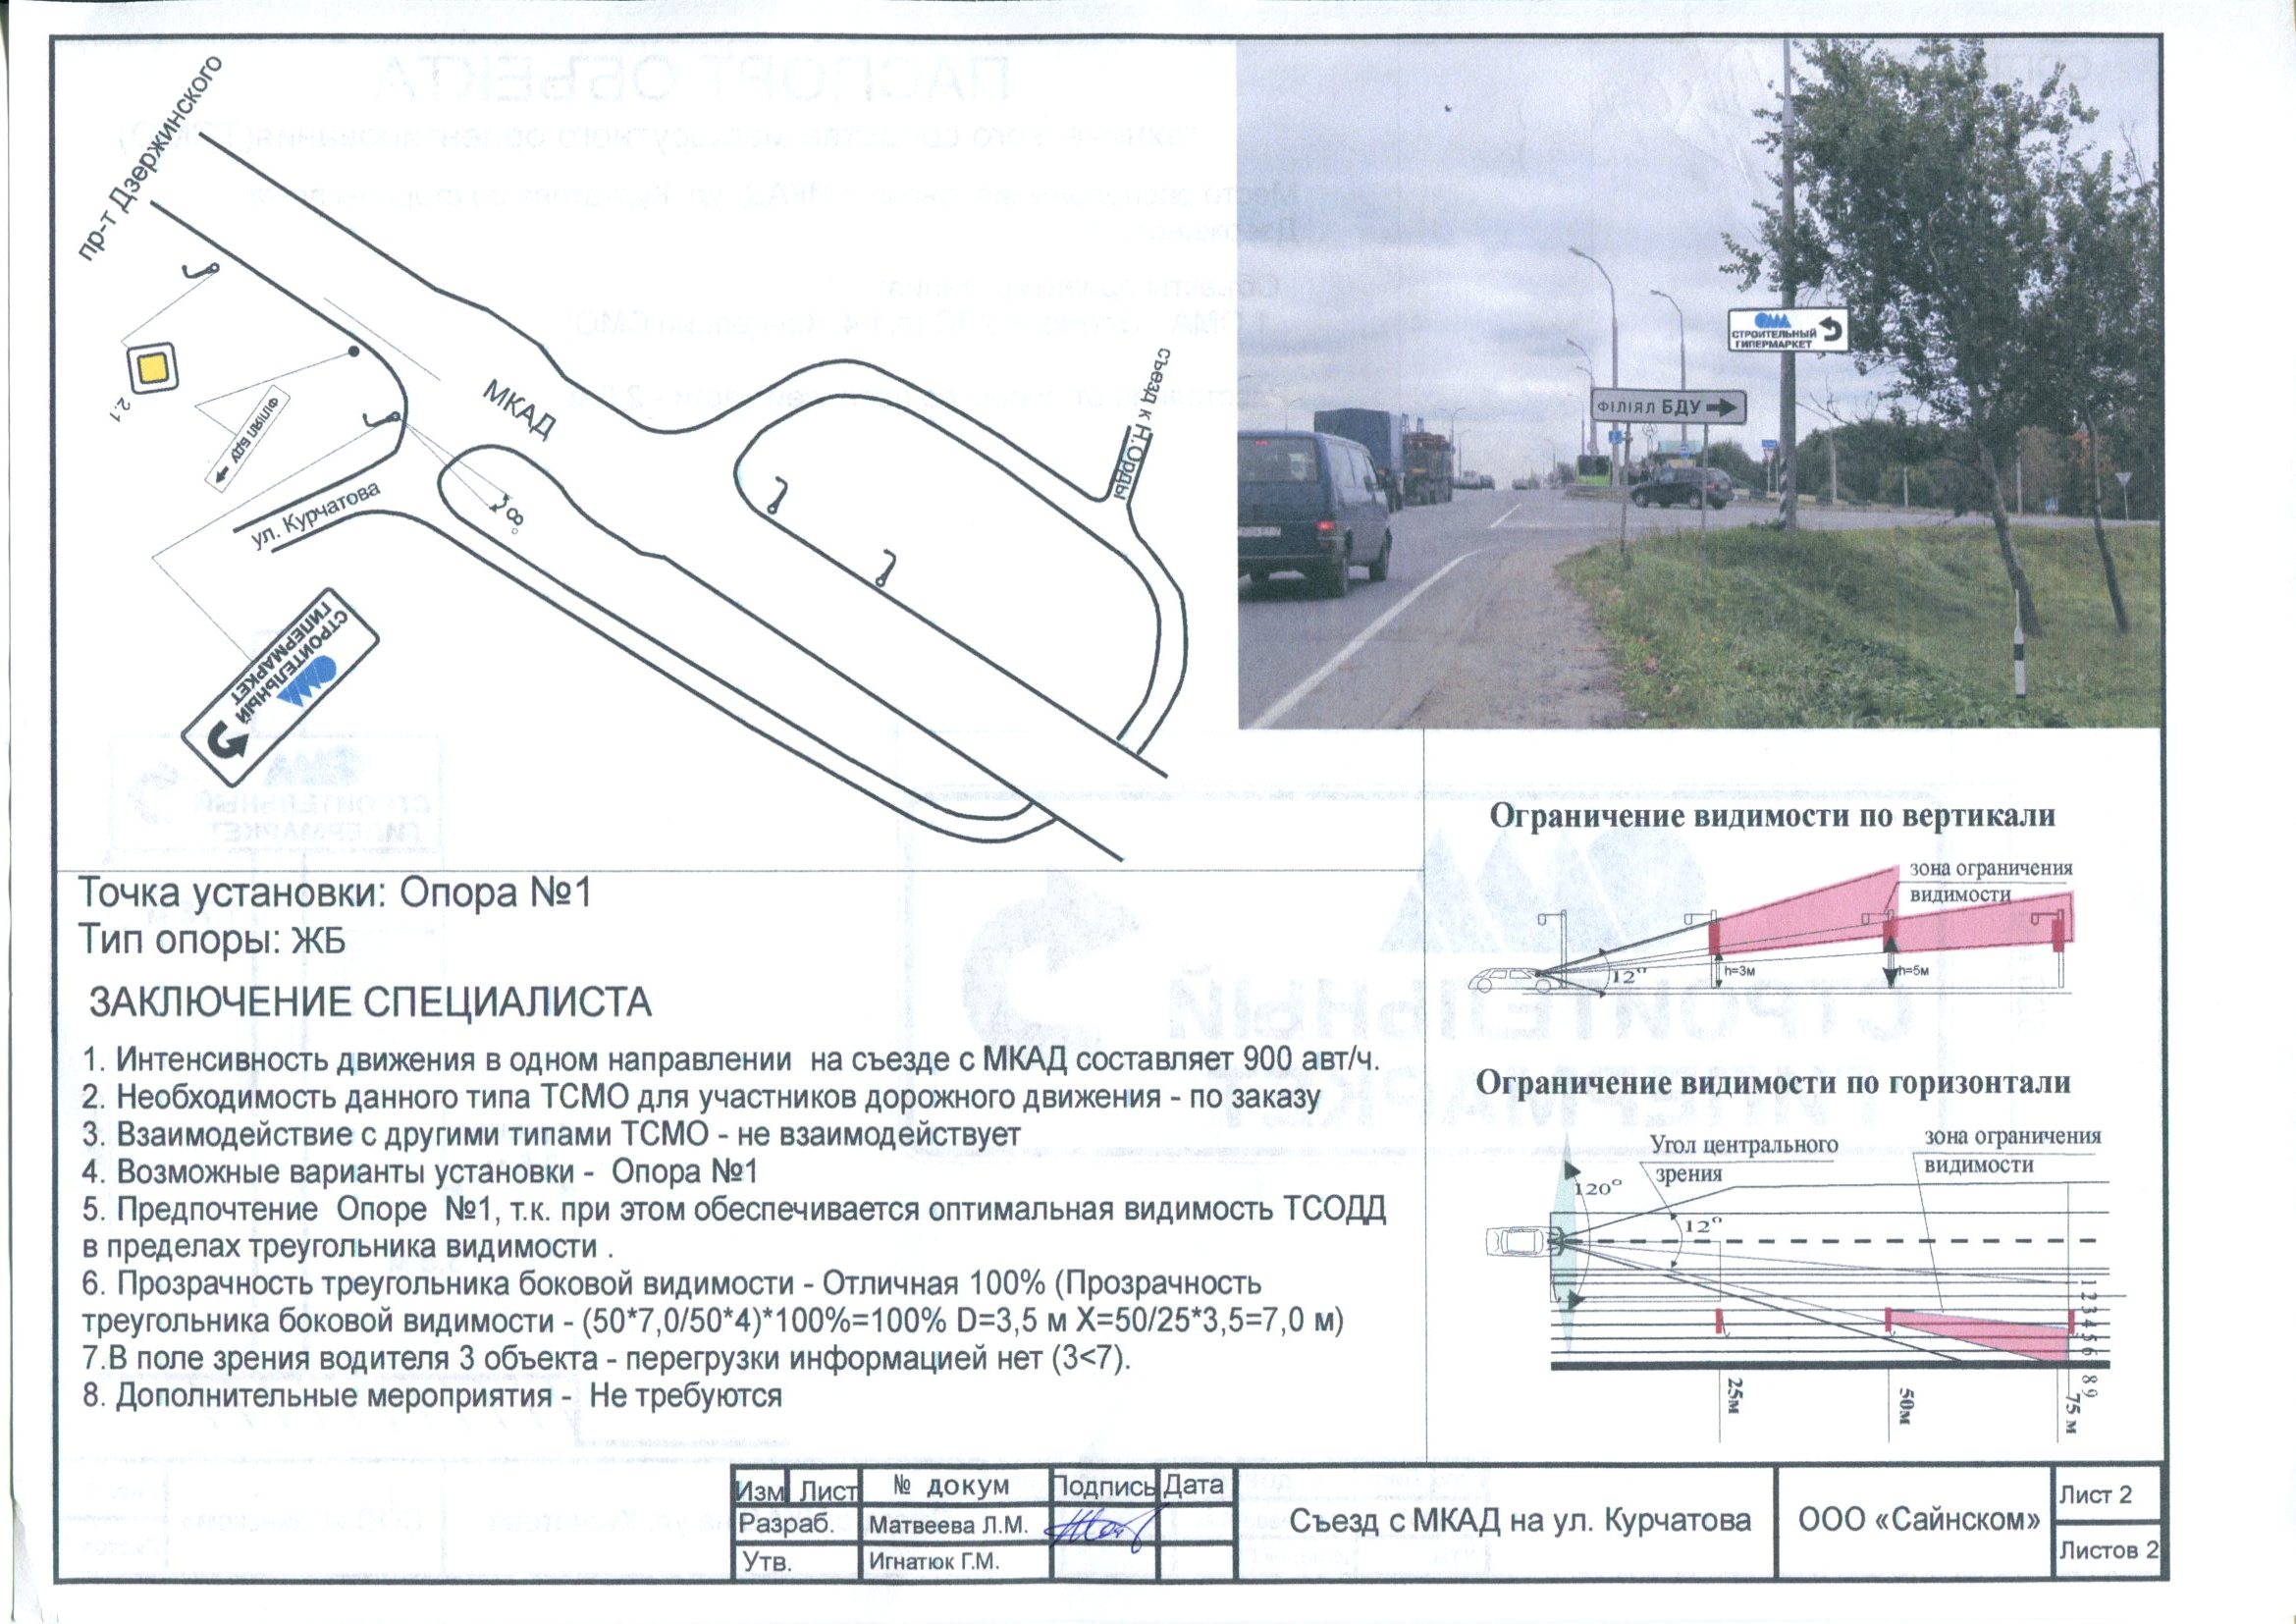 пр-т Дзержинского
МКАД
съезд к Н.Орды
2.1
ФІЛІЯЛ БДУ
ул. Курчатова
8°
СТРОИТЕЛЬНЫЙ
ГИПЕРМАРКЕТ
ОМА
СТРОИТЕЛЬНЫЙ
ГИПЕРМАРКЕТ
ФІЛІЯЛ БДУ
Точка установки: Опора №1
Тип опоры: ЖБ
ЗАКЛЮЧЕНИЕ СПЕЦИАЛИСТА
1. Интенсивность движения в одном направлении на съезде с МКАД составляет 900 авт/ч.
2. Необходимость данного типа ТСМО для участников дорожного движения - по заказу
3. Взаимодействие с другими типами ТСМО - не взаимодействует
4. Возможные варианты установки - Опора №1
5. Предпочтение Опоре №1, т.к. при этом обеспечивается оптимальная видимость ТСОДД
в пределах треугольника видимости .
6. Прозрачность треугольника боковой видимости - Отличная 100% (Прозрачность
треугольника боковой видимости - (50*7,0/50*4)*100%=100% D=3,5 м X=50/25*3,5=7,0 м)
7.В поле зрения водителя 3 объекта - перегрузки информацией нет (3<7).
8. Дополнительные мероприятия - Не требуются
Ограничение видимости по вертикали
зона ограничения
видимости
12°
h=3м
h=5м
Ограничение видимости по горизонтали
Угол центрального
зрения
зона ограничения
видимости
120°
12°
1 2 3 4 5 6
8 9
25м
50м
75 м
Изм Лист № докум Подпись Дата
Разраб. Матвеева Л.М.
Утв. Игнатюк Г.М.
Съезд с МКАД на ул. Курчатова
ООО «Сайнском»
Лист 2
Листов 2